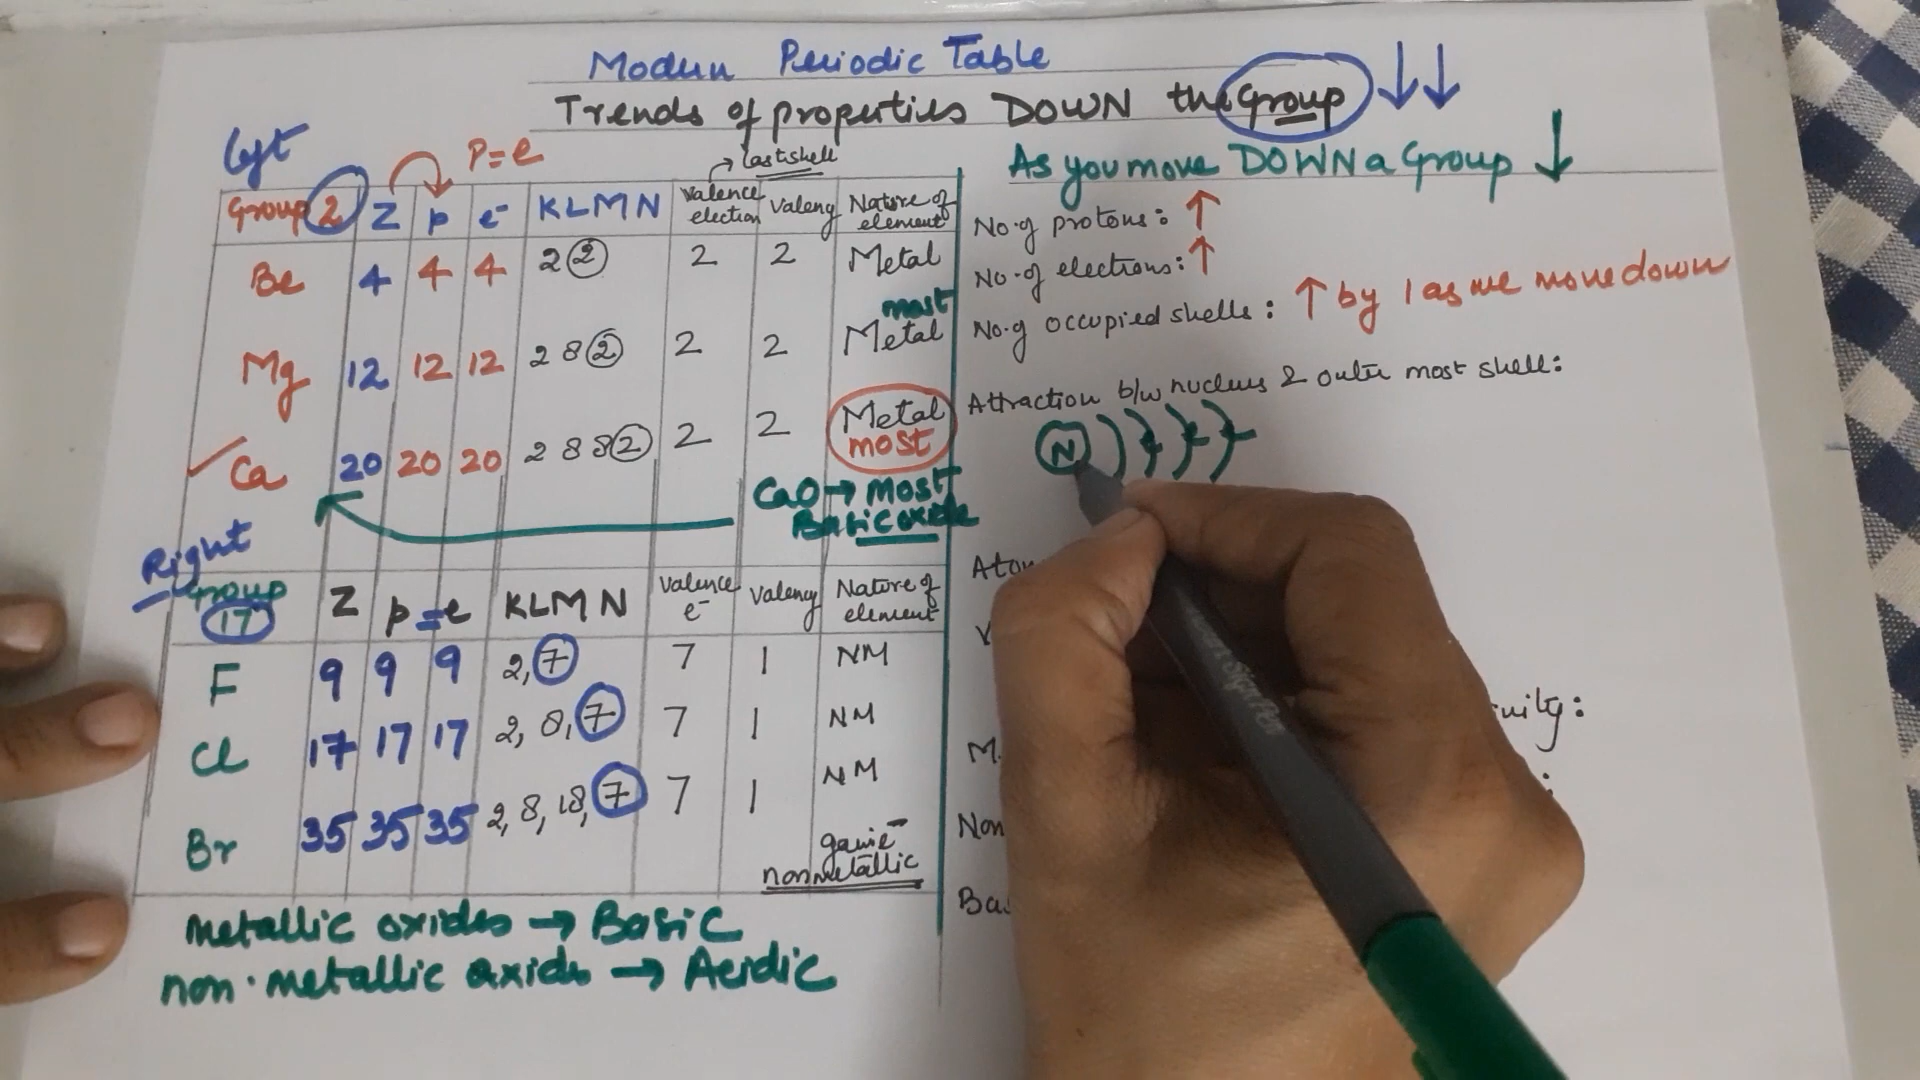 Modern Periodic Table
Trends of properties DOWN the Group
left
P=e
last shell
Group 2 Z p e- KLMN Valence election Valency Nature of element
Be 4 4 4 2 2 2 2 Metal
most
Mg 12 12 12 2 8 2 2 2 Metal
Ca 20 20 20 2 8 8 2 2 2 Metal most
CaO → Most
Basic oxide
Right
Group 17 Z p=e KLMN Valence e- Valency Nature of element
F 9 9 9 2,7 7 1 NM
Cl 17 17 17 2, 8, 7 7 1 NM
Br 35 35 35 2, 8, 18, 7 7 1 NM
nonmetallic
metallic oxides → Basic
non-metallic oxides → Acidic
As you move DOWN a Group ↓
No. of protons: ↑
No. of electrons: ↑
No. of occupied shells: ↑ by 1 as we move down
Attraction b/w nucleus & outer most shell:
N
M.
Non